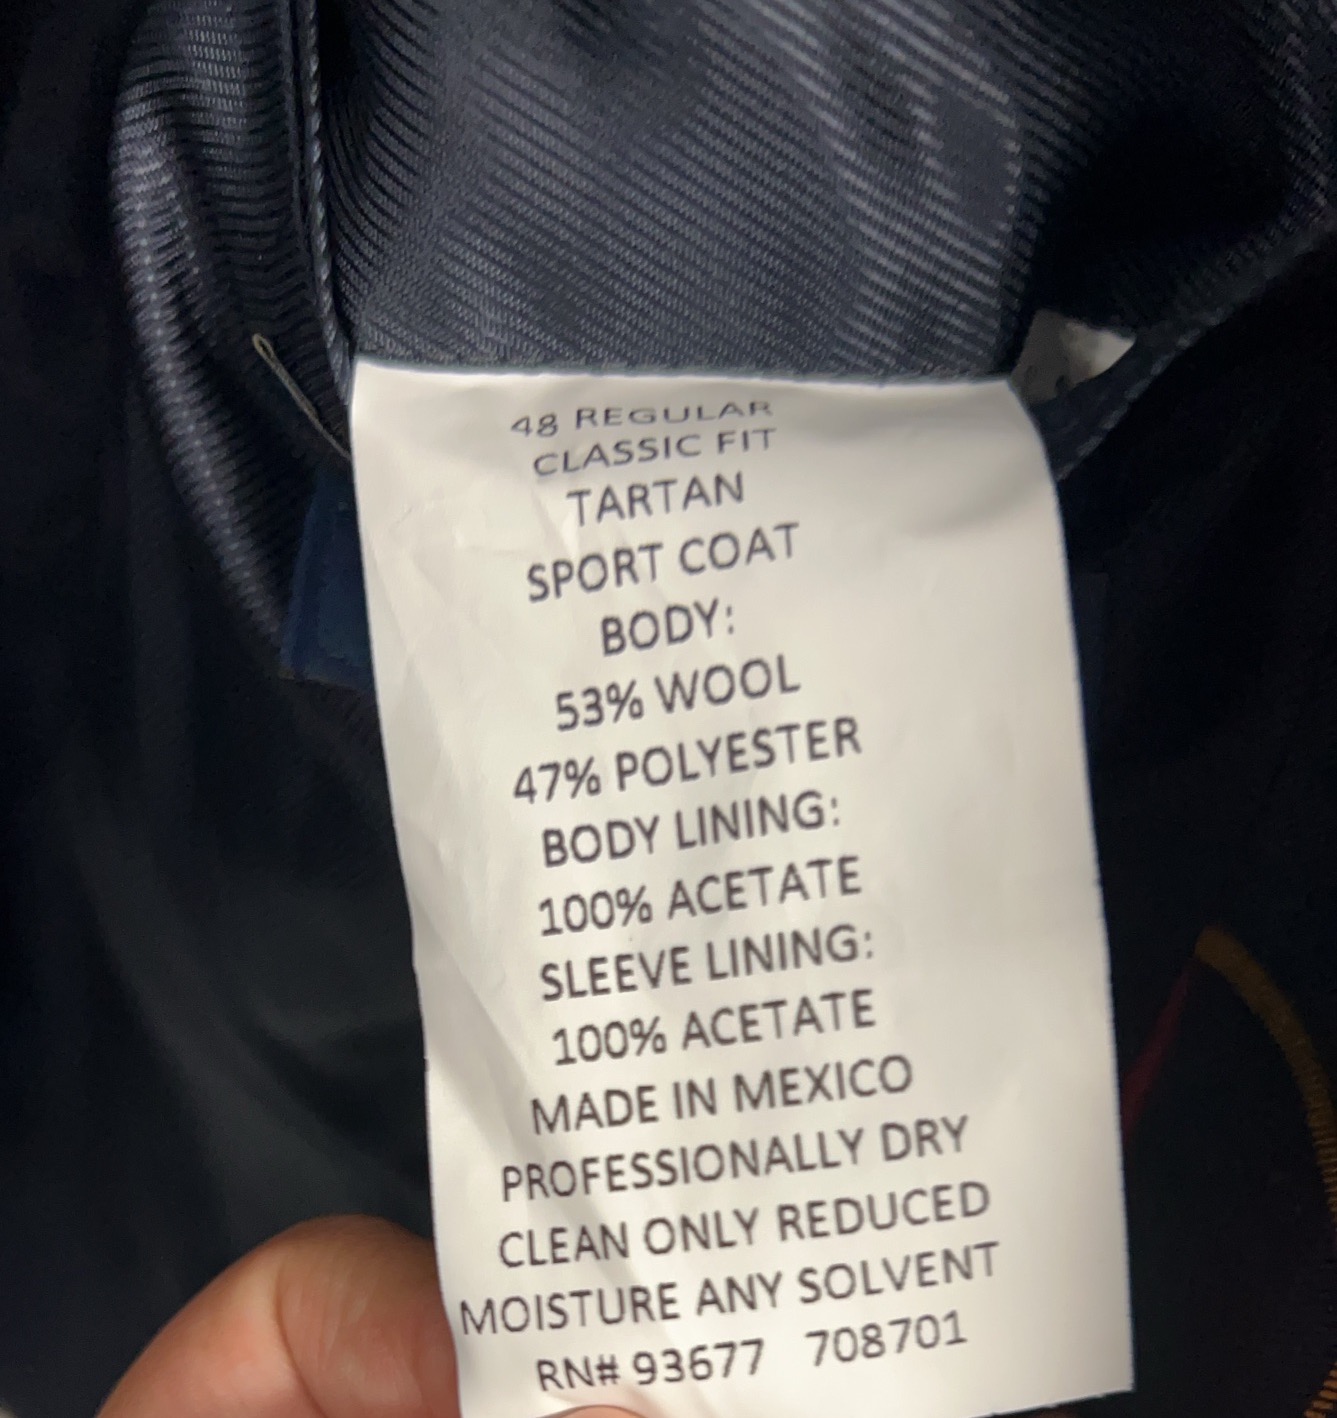 48 REGULAR
CLASSIC FIT
TARTAN
SPORT COAT
BODY:
53% WOOL
47% POLYESTER
BODY LINING:
100% ACETATE
SLEEVE LINING:
100% ACETATE
MADE IN MEXICO
PROFESSIONALLY DRY
CLEAN ONLY REDUCED
MOISTURE ANY SOLVENT
RN# 93677 708701